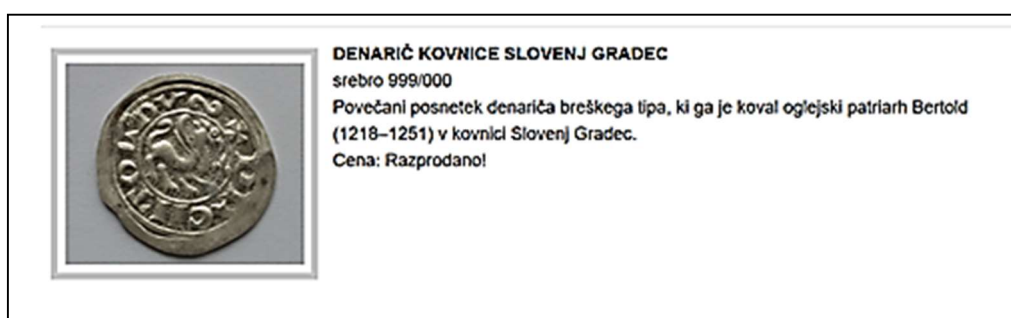 DENARIČ KOVNICE SLOVENJ GRADEC
srebro 999/000
Povečani posnetek denariča breškega tipa, ki ga je koval oglejski patriarh Bertold
(1218–1251) v kovnici Slovenj Gradec.
Cena: Razprodano!